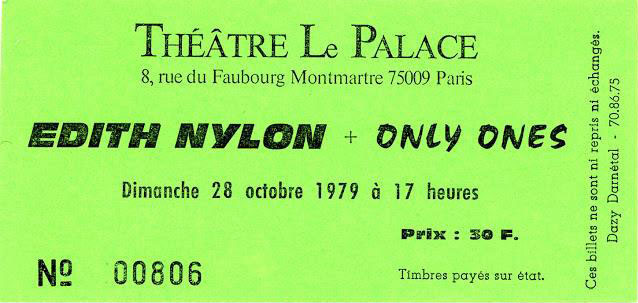 THÉÂTRE LE PALACE
8, rue du Faubourg Montmartre 75009 Paris
EDITH NYLON + ONLY ONES
Dimanche 28 octobre 1979 à 17 heures
Prix : 30 F.
Nº 00806
Timbres payés sur état.
Ces billets ne sont ni repris ni échangés.
Dazy Darnétal - 70.86.75